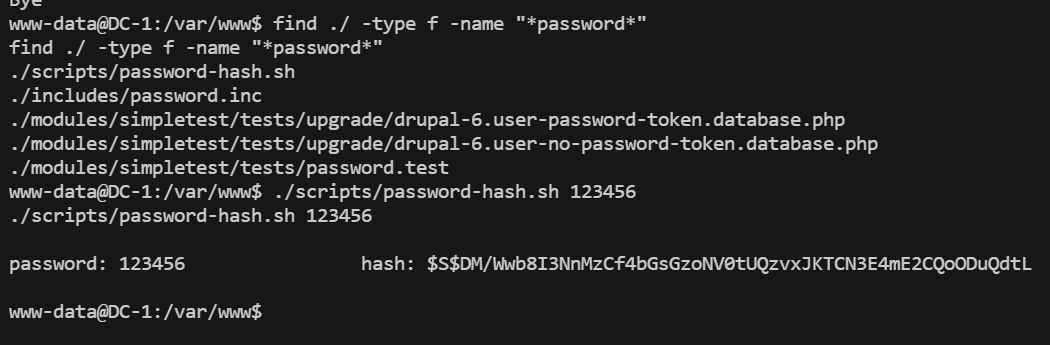 Bye
www-data@DC-1:/var/www$ find ./ -type f -name "*password*"
find ./ -type f -name "*password*"
./scripts/password-hash.sh
./includes/password.inc
./modules/simpletest/tests/upgrade/drupal-6.user-password-token.database.php
./modules/simpletest/tests/upgrade/drupal-6.user-no-password-token.database.php
./modules/simpletest/tests/password.test
www-data@DC-1:/var/www$ ./scripts/password-hash.sh 123456
./scripts/password-hash.sh 123456
password: 123456 hash: $S$DM/Wwb8I3NnMzCf4bGsGzoNV0tUQzvxJKTCN3E4mE2CQoODuQdtL
www-data@DC-1:/var/www$